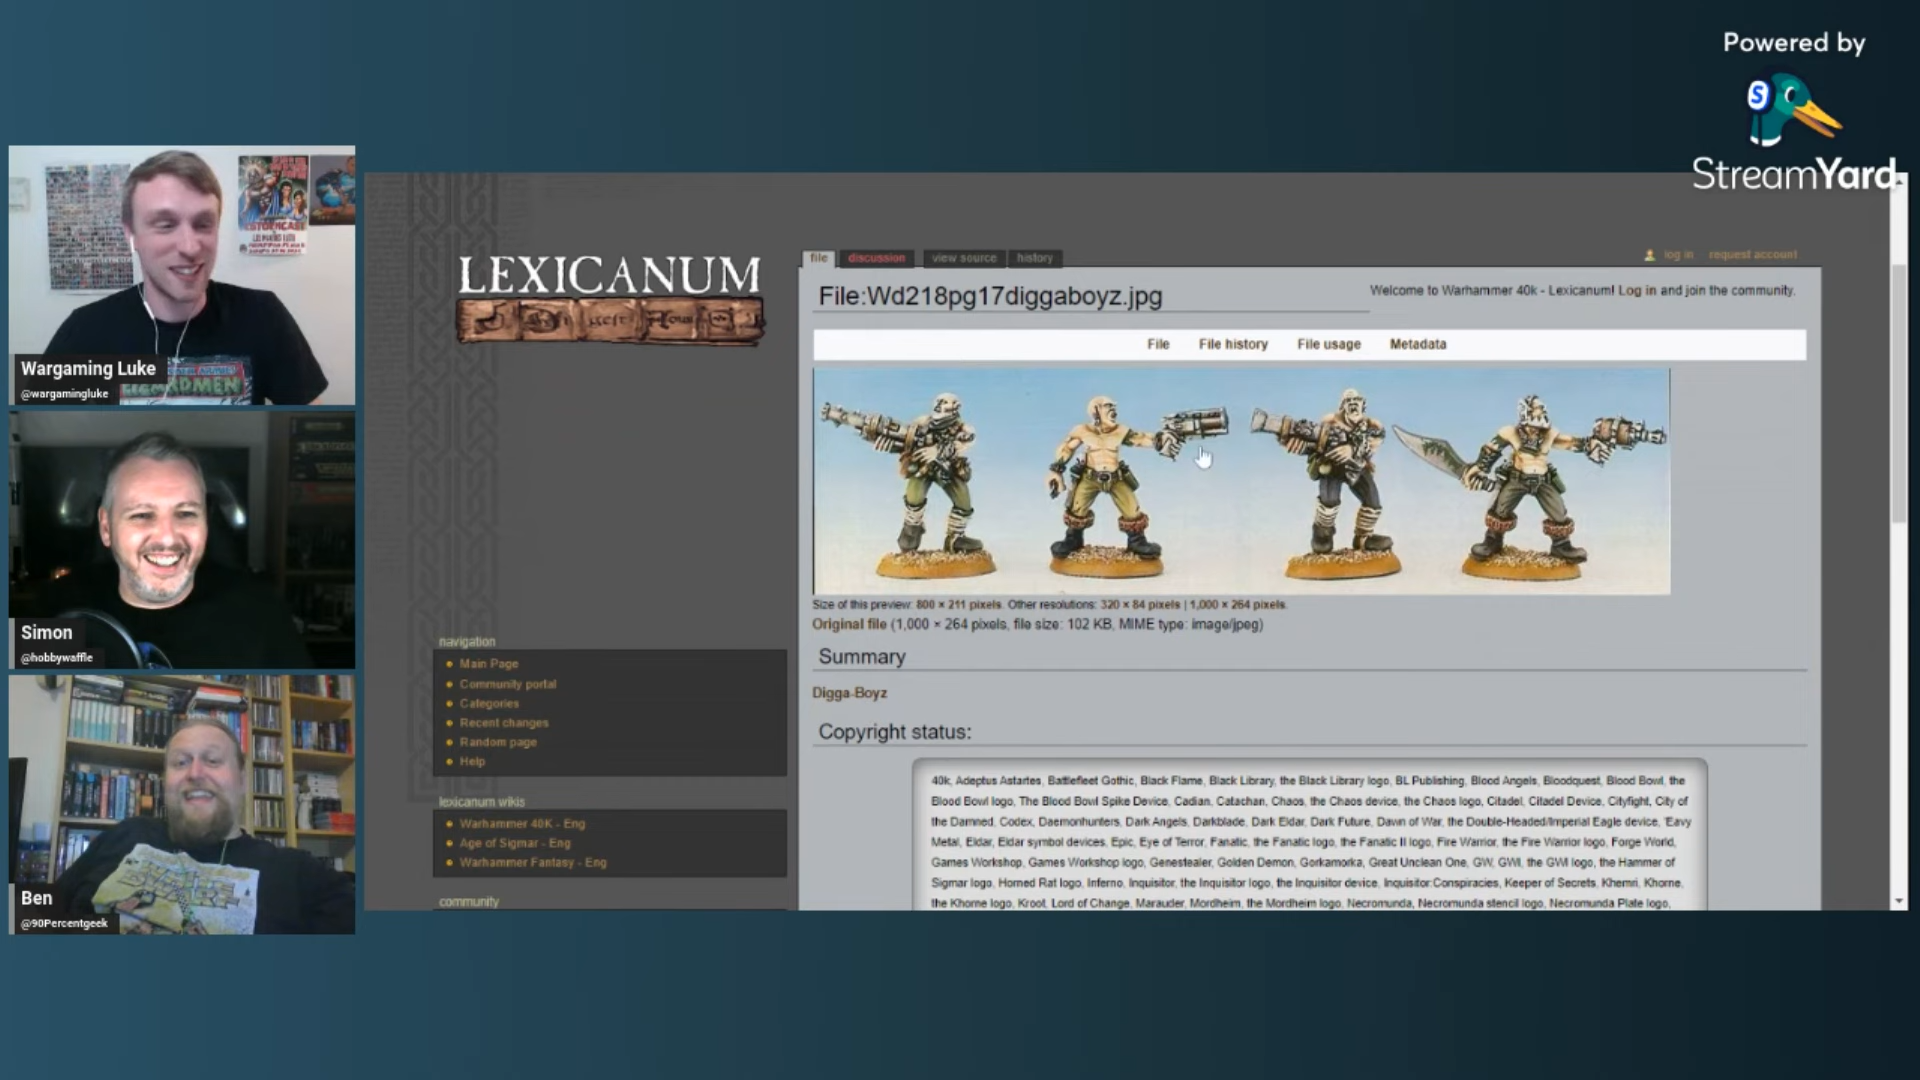 Powered by
S
StreamYard
STORMCAST
Wargaming Luke
@wargamingluke
LIZARDMEN
Simon
@hobbywaffle
Ben
@90Percentgeek
LEXICANUM
file
discussion
view source
history
log in
request account
File:Wd218pg17diggaboyz.jpg
Welcome to Warhammer 40k - Lexicanum! Log in and join the community.
File
File history
File usage
Metadata
Size of this preview: 800 × 211 pixels. Other resolutions: 320 × 84 pixels | 1,000 × 264 pixels.
Original file (1,000 × 264 pixels, file size: 102 KB, MIME type: image/jpeg)
Summary
Digga-Boyz
Copyright status:
40k, Adeptus Astartes, Battlefleet Gothic, Black Flame, Black Library, the Black Library logo, BL Publishing, Blood Angels, Bloodquest, Blood Bowl, the
Blood Bowl logo, The Blood Bowl Spike Device, Cadian, Catachan, Chaos, the Chaos device, the Chaos logo, Citadel, Citadel Device, Cityfight, City of
the Damned, Codex, Daemonhunters, Dark Angels, Darkblade, Dark Eldar, Dark Future, Dawn of War, the Double-Headed/Imperial Eagle device, 'Eavy
Metal, Eldar, Eldar symbol devices, Epic, Eye of Terror, Fanatic, the Fanatic logo, the Fanatic II logo, Fire Warrior, the Fire Warrior logo, Forge World,
Games Workshop, Games Workshop logo, Genestealer, Golden Demon, Gorkamorka, Great Unclean One, GW, GWI, the GWI logo, the Hammer of
Sigmar logo, Horned Rat logo, Inferno, Inquisitor, the Inquisitor logo, the Inquisitor device, Inquisitor:Conspiracies, Keeper of Secrets, Khemri, Khorne,
the Khorne logo, Kroot, Lord of Change, Marauder, Mordheim, the Mordheim logo, Necromunda, Necromunda stencil logo, Necromunda Plate logo,
navigation
Main Page
Community portal
Categories
Recent changes
Random page
Help
lexicanum wikis
Warhammer 40K - Eng
Age of Sigmar - Eng
Warhammer Fantasy - Eng
community